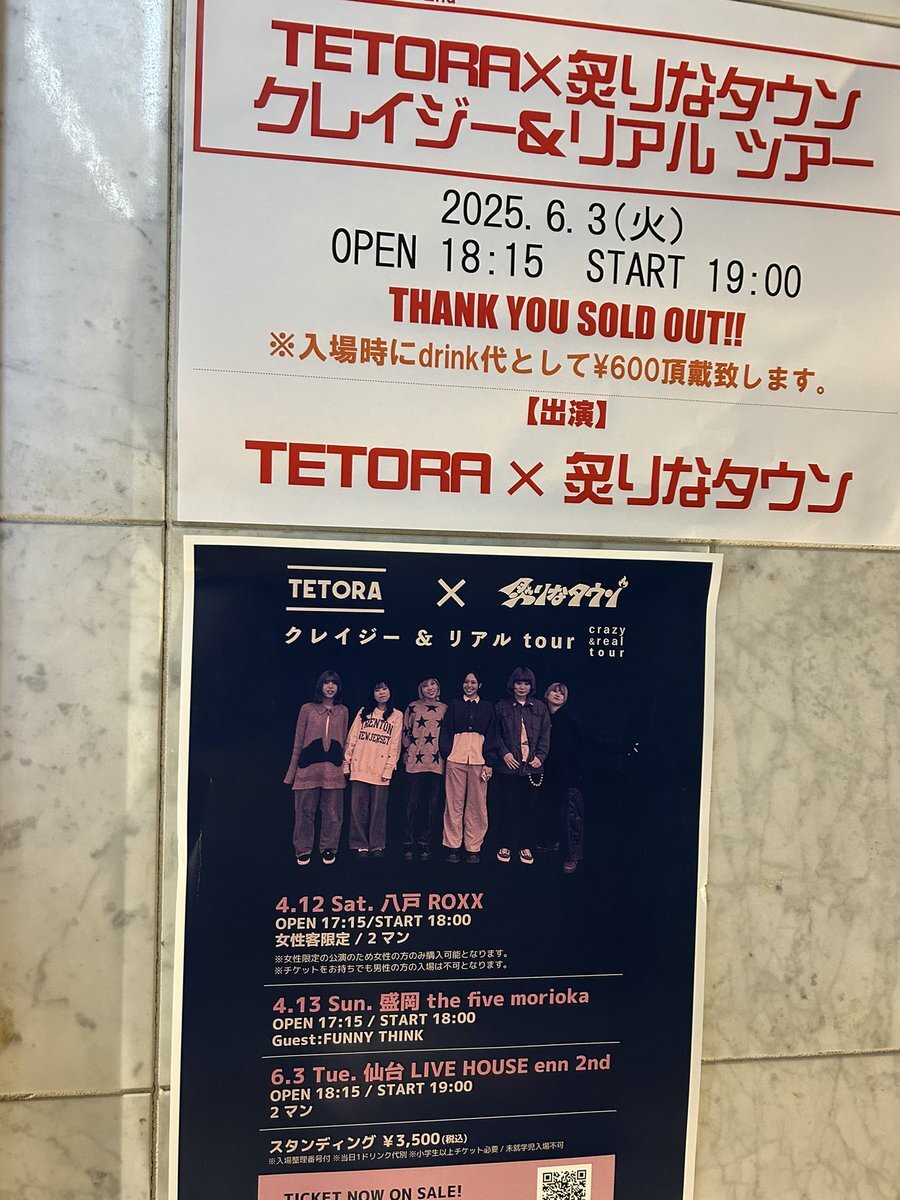 TETORA×炙りなタウン
クレイジー&リアル ツアー
2025.6.3(火)
OPEN 18:15 START 19:00
THANK YOU SOLD OUT!!
※入場時にdrink代として¥600頂戴致します。
【出演】
TETORA × 炙りなタウン
TETORA × 炙りなタウン
クレイジー & リアル tour
crazy
&real
tour
TRENTON
NEW JERSEY
4.12 Sat. 八戸 ROXX
OPEN 17:15/START 18:00
女性客限定 / 2マン
※女性限定の公演のため女性の方のみ購入可能となります。
※チケットをお持ちでも男性の方の入場は不可となります。
4.13 Sun. 盛岡 the five morioka
OPEN 17:15 / START 18:00
Guest:FUNNY THINK
6.3 Tue. 仙台 LIVE HOUSE enn 2nd
OPEN 18:15 / START 19:00
2マン
スタンディング ¥3,500(税込)
※入場整理番号付 ※当日1ドリンク代別 ※小学生以上チケット必要 / 未就学児入場不可
TICKET NOW ON SALE!